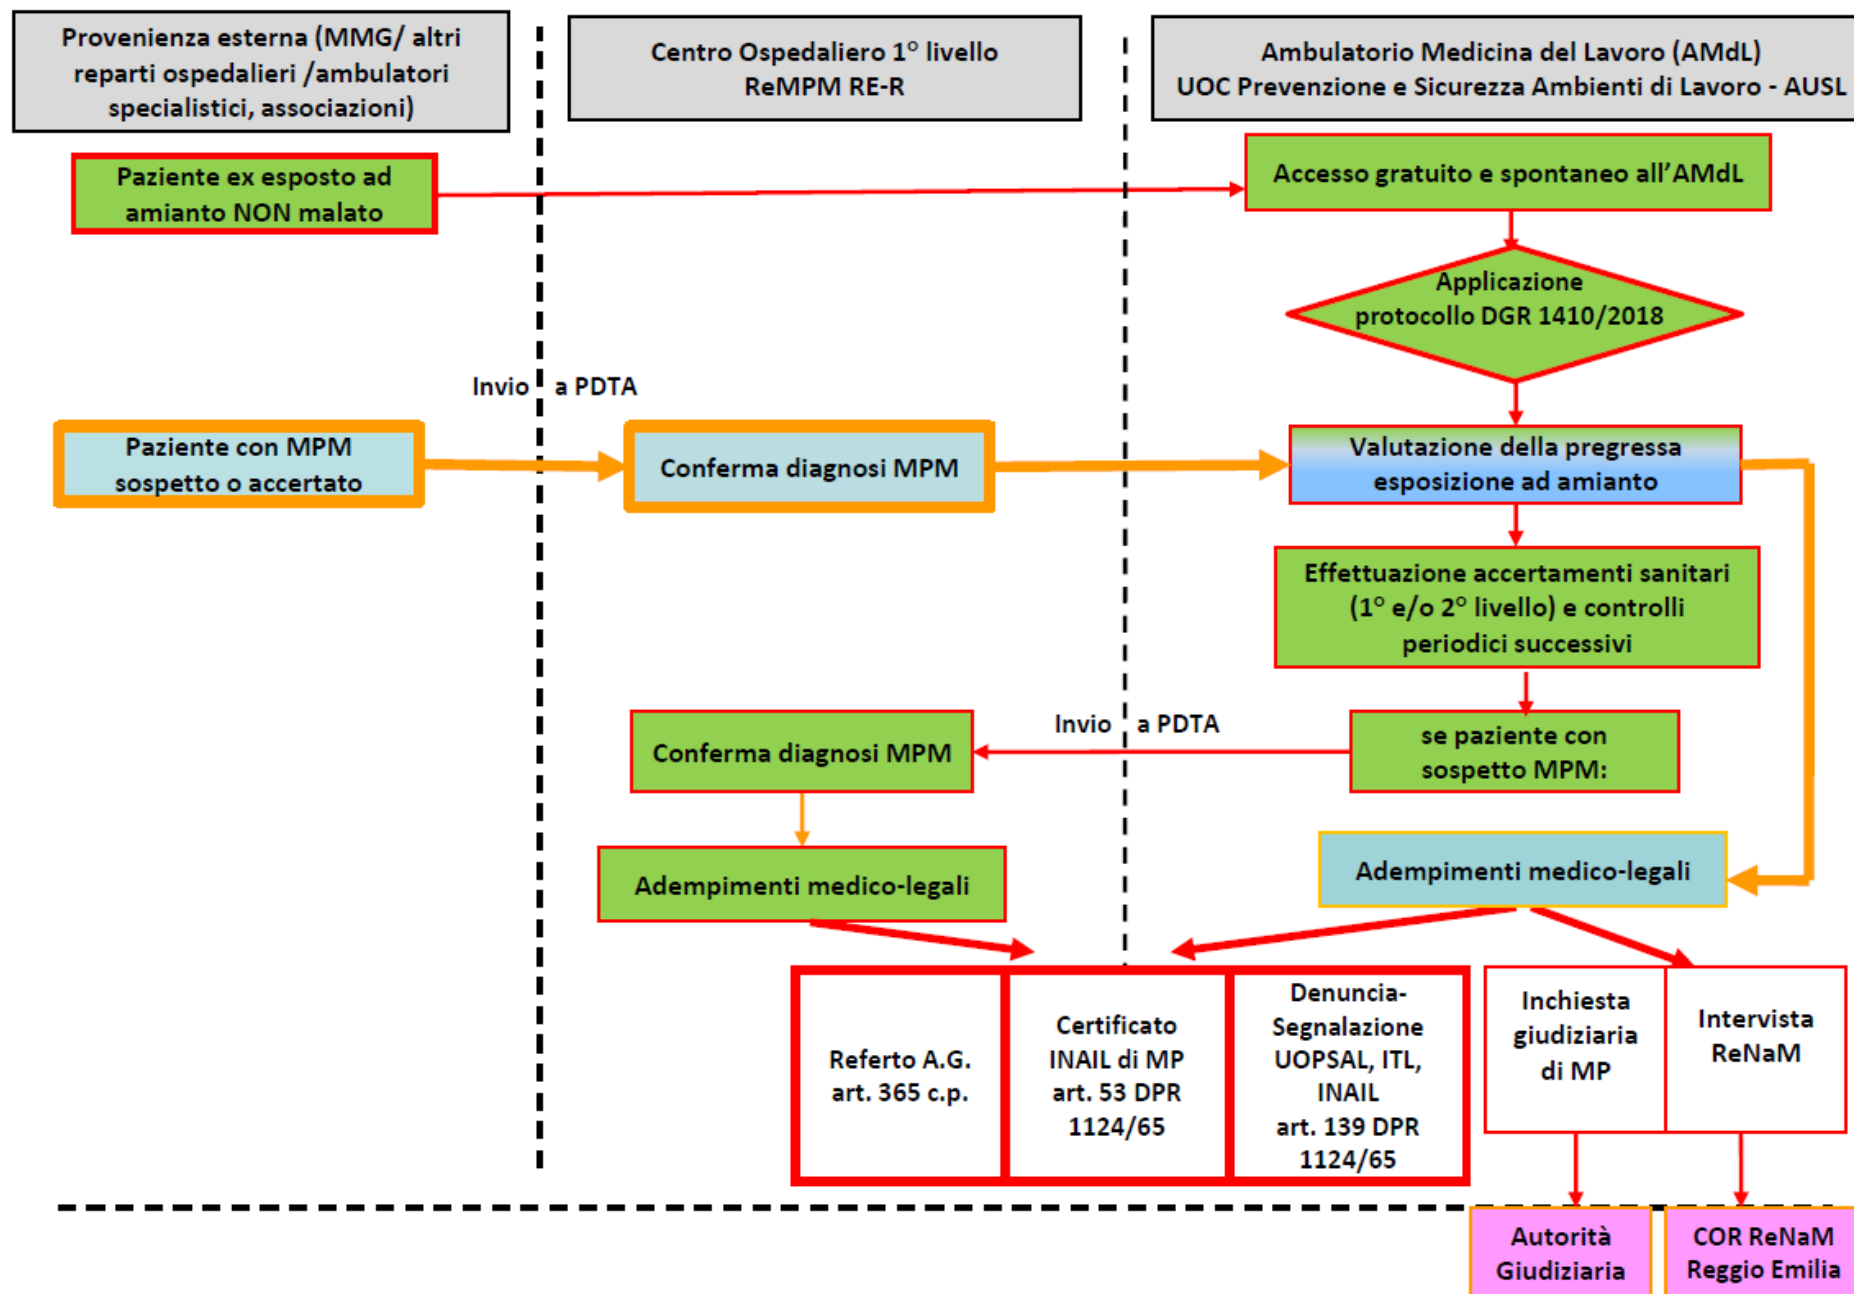 Provenienza esterna (MMG/ altri
reparti ospedalieri /ambulatori
specialistici, associazioni)
Centro Ospedaliero 1° livello
ReMPM RE-R
Ambulatorio Medicina del Lavoro (AMdL)
UOC Prevenzione e Sicurezza Ambienti di Lavoro - AUSL
Paziente ex esposto ad
amianto NON malato
Accesso gratuito e spontaneo all'AMdL
Applicazione
protocollo DGR 1410/2018
Invio a PDTA
Paziente con MPM
sospetto o accertato
Conferma diagnosi MPM
Valutazione della pregressa
esposizione ad amianto
Effettuazione accertamenti sanitari
(1° e/o 2° livello) e controlli
periodici successivi
Invio a PDTA
Conferma diagnosi MPM
se paziente con
sospetto MPM:
Adempimenti medico-legali
Adempimenti medico-legali
Referto A.G.
art. 365 c.p.
Certificato
INAIL di MP
art. 53 DPR
1124/65
Denuncia-
Segnalazione
UOPSAL, ITL,
INAIL
art. 139 DPR
1124/65
Inchiesta
giudiziaria
di MP
Intervista
ReNaM
Autorità
Giudiziaria
COR ReNaM
Reggio Emilia